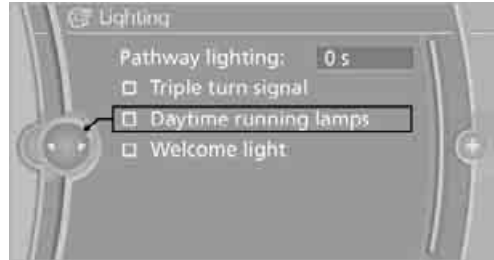 Lighting
Pathway lighting: 0 s
Triple turn signal
Daytime running lamps
Welcome light